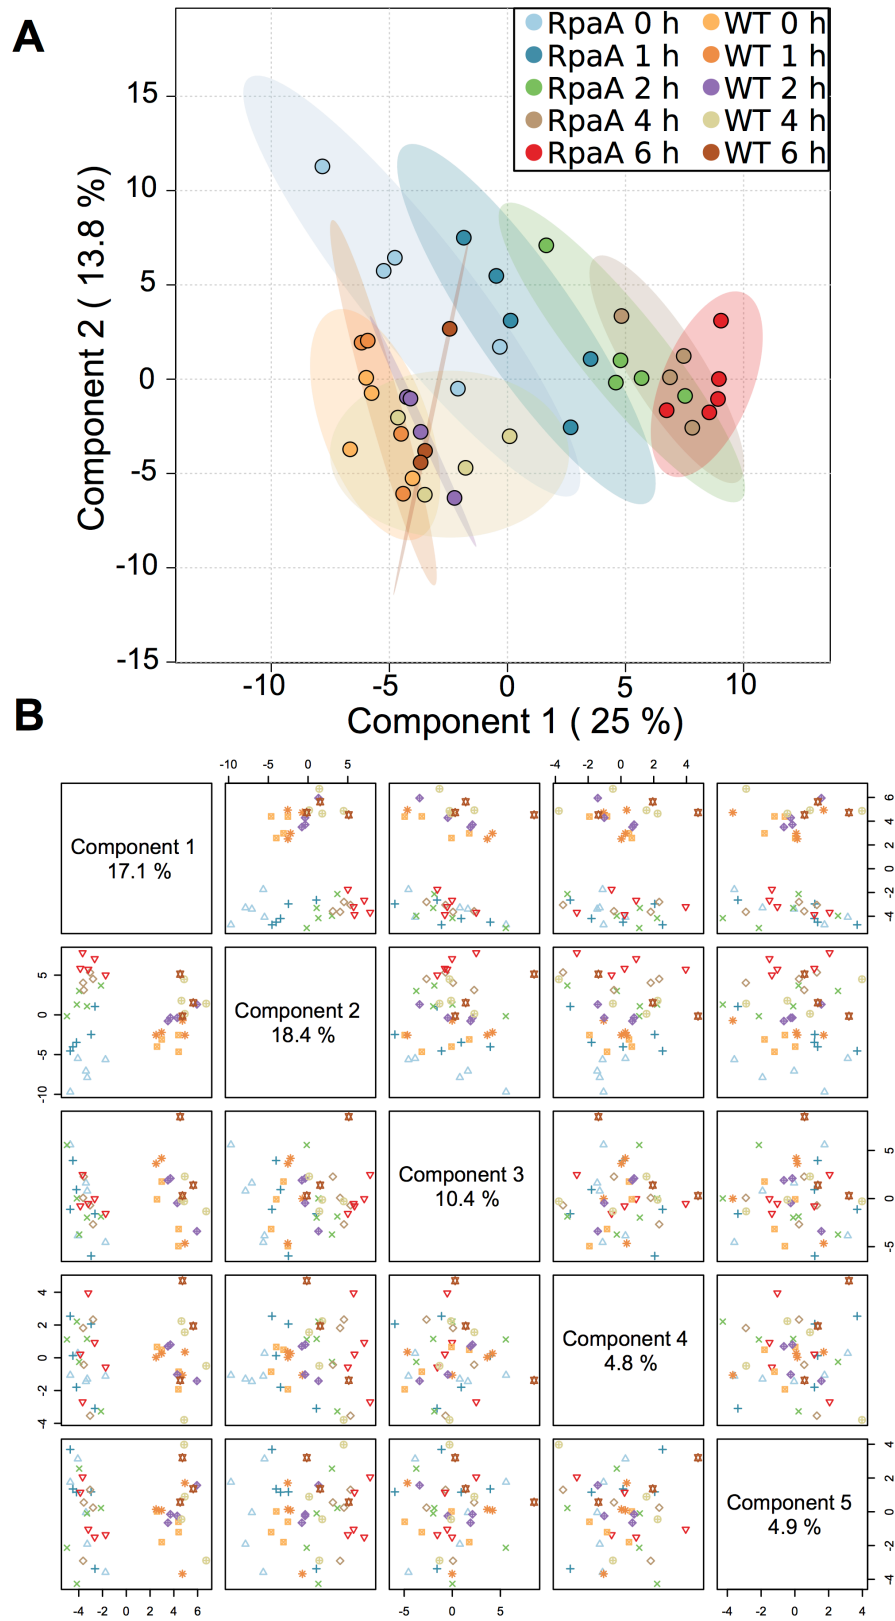 A
RpaA 0 h WT 0 h
RpaA 1 h WT 1 h
RpaA 2 h WT 2 h
RpaA 4 h WT 4 h
RpaA 6 h WT 6 h
Component 2 ( 13.8 %)
15
10
5
0
-5
-10
-15
-10 -5 0 5 10
Component 1 ( 25 %)
B
-10 -5 0 5
-4 -2 0 2 4
Component 1
17.1 %
6
4
2
0
-2
-4
5
0
-5
-10
Component 2
18.4 %
Component 3
10.4 %
5
0
-5
4
2
0
-2
-4
Component 4
4.8 %
Component 5
4.9 %
4
2
0
-2
-4
-4 -2 0 2 4 6
-5 0 5
-4 -2 0 2 4